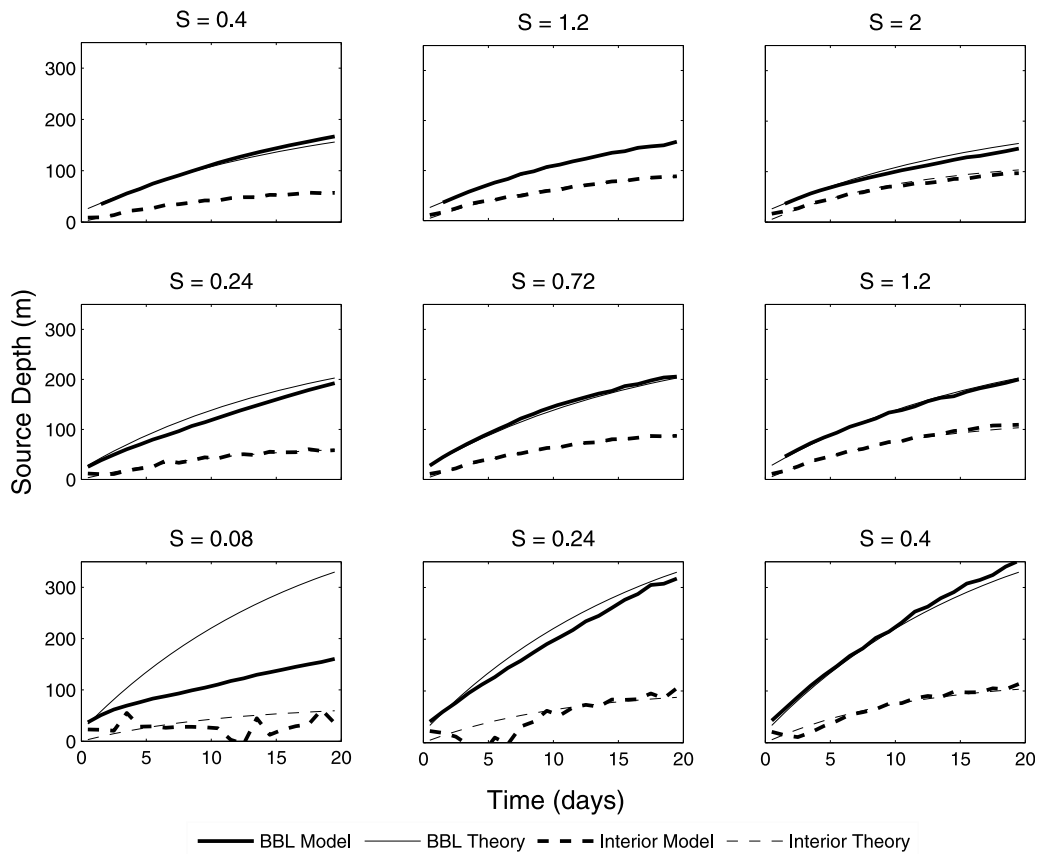 S = 0.4
S = 1.2
S = 2
300
200
100
0
S = 0.24
S = 0.72
S = 1.2
300
200
100
0
Source Depth (m)
S = 0.08
S = 0.24
S = 0.4
300
200
100
0
0 5 10 15 20
0 5 10 15 20
0 5 10 15 20
Time (days)
BBL Model BBL Theory Interior Model Interior Theory